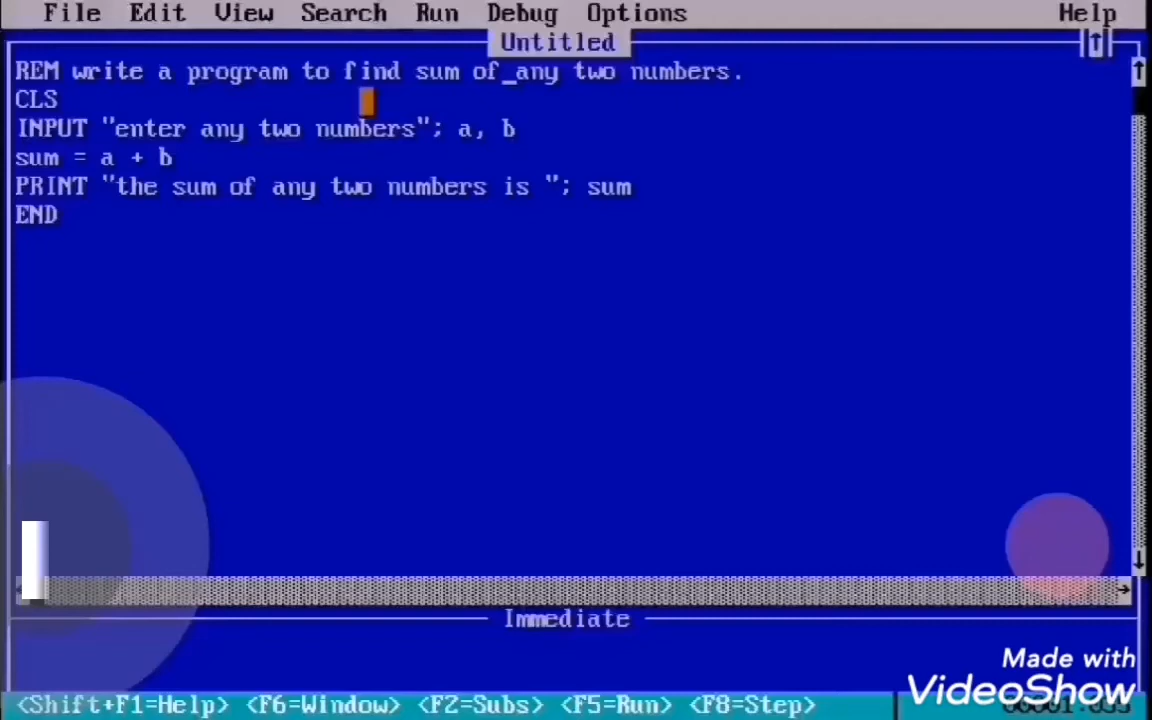 File Edit View Search Run Debug Options Help
Untitled
REM write a program to find sum of any two numbers.
CLS
INPUT "enter any two numbers"; a, b
sum = a + b
PRINT "the sum of any two numbers is "; sum
END
Immediate
Made with
VideoShow
<Shift+F1=Help> <F6=Window> <F2=Subs> <F5=Run> <F8=Step>